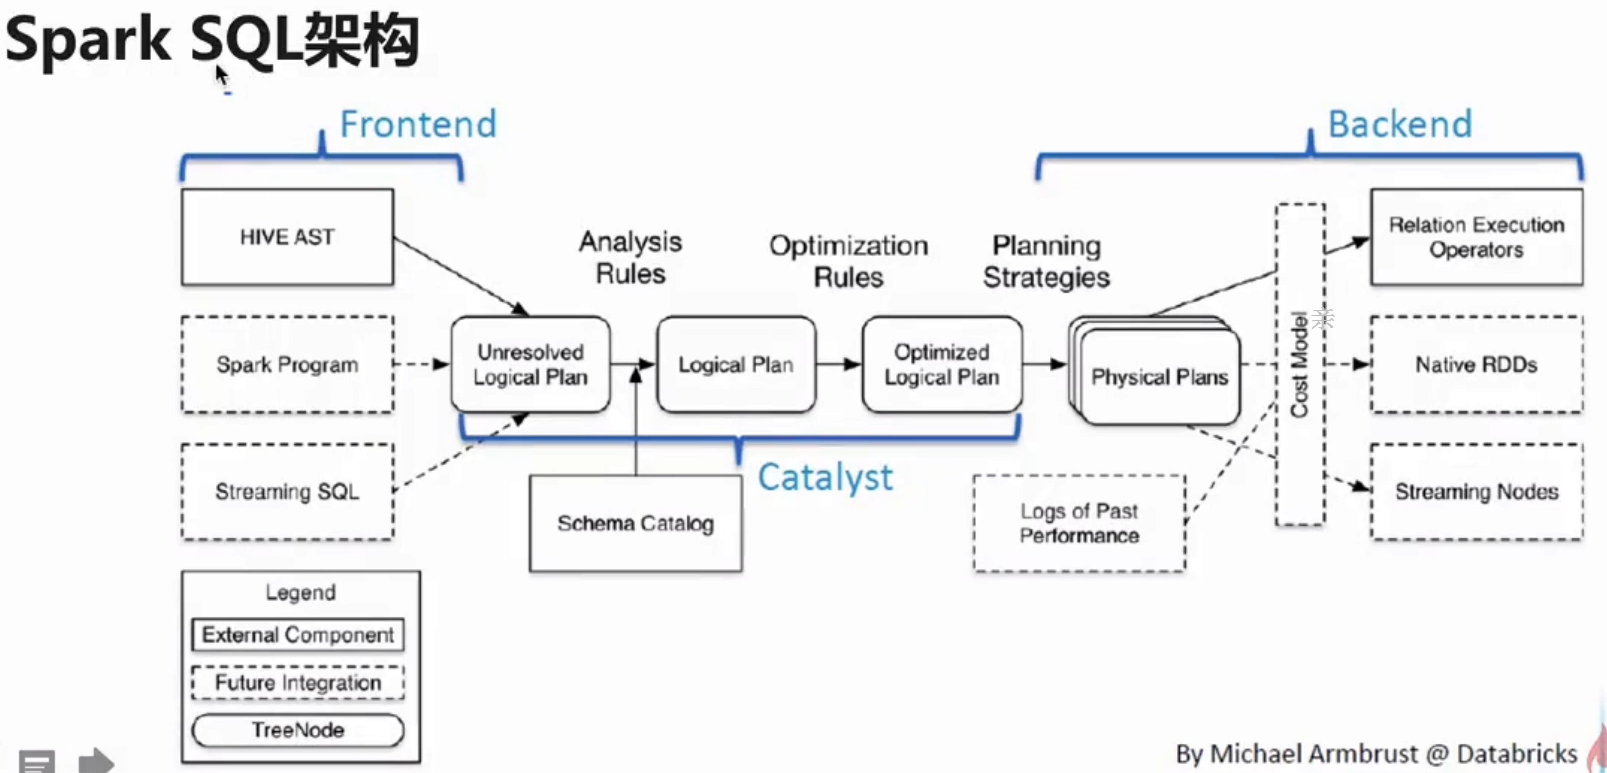 Spark SQL架构
Frontend
Backend
HIVE AST
Analysis
Rules
Optimization
Rules
Planning
Strategies
Relation Execution
Operators
Spark Program
Unresolved
Logical Plan
Logical Plan
Optimized
Logical Plan
Physical Plans
Cost Model
亲
Native RDDs
Streaming SQL
Catalyst
Schema Catalog
Logs of Past
Performance
Streaming Nodes
Legend
External Component
Future Integration
TreeNode
By Michael Armbrust @ Databricks